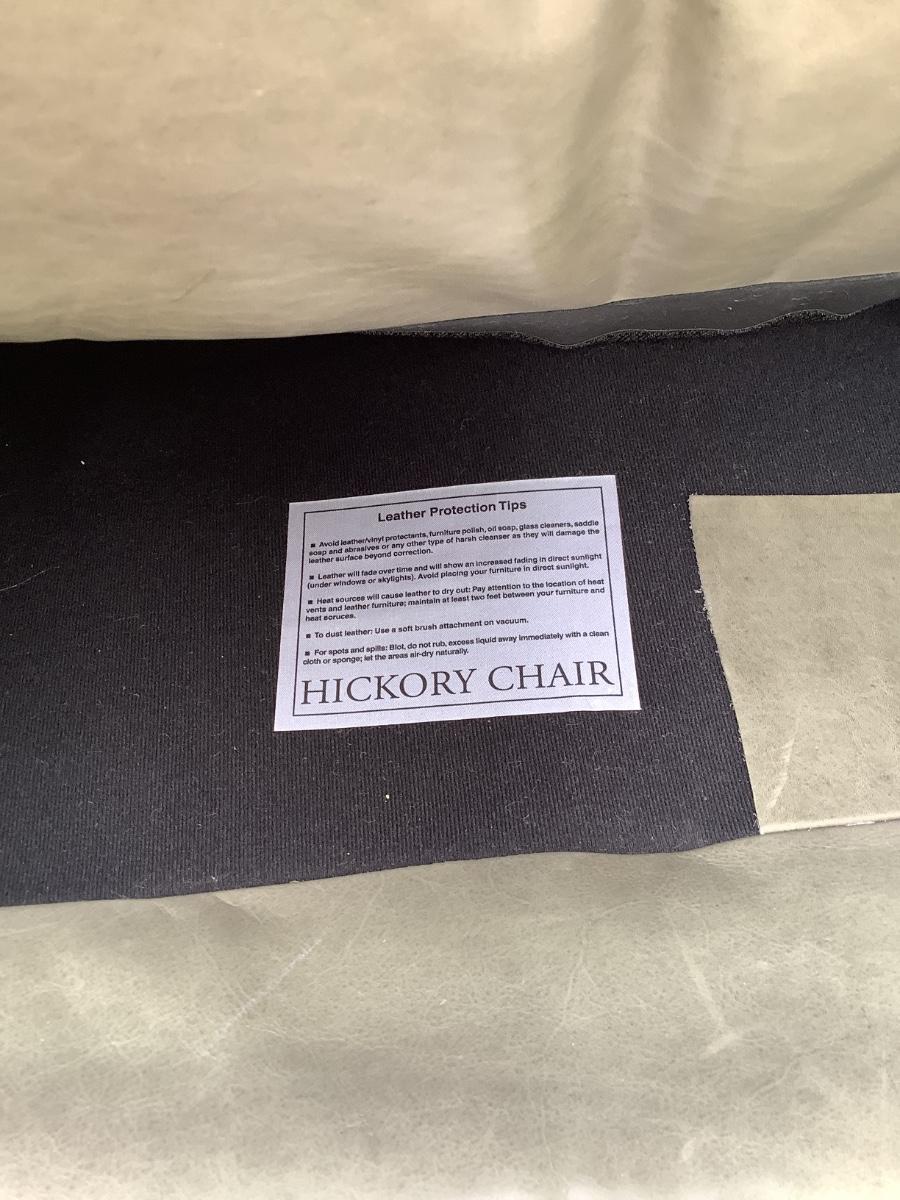 Leather Protection Tips
■ Avoid leather/vinyl protectants, furniture polish, oil soap, glass cleaners, saddle
soap and abrasives or any other type of harsh cleanser as they will damage the
leather surface beyond correction.
■ Leather will fade over time and will show an increased fading in direct sunlight
(under windows or skylights). Avoid placing your furniture in direct sunlight.
■ Heat sources will cause leather to dry out: Pay attention to the location of heat
vents and leather furniture; maintain at least two feet between your furniture and
heat scruces.
■ To dust leather: Use a soft brush attachment on vacuum.
■ For spots and spills: Blot, do not rub, excess liquid away immediately with a clean
cloth or sponge; let the areas air-dry naturally.
HICKORY CHAIR